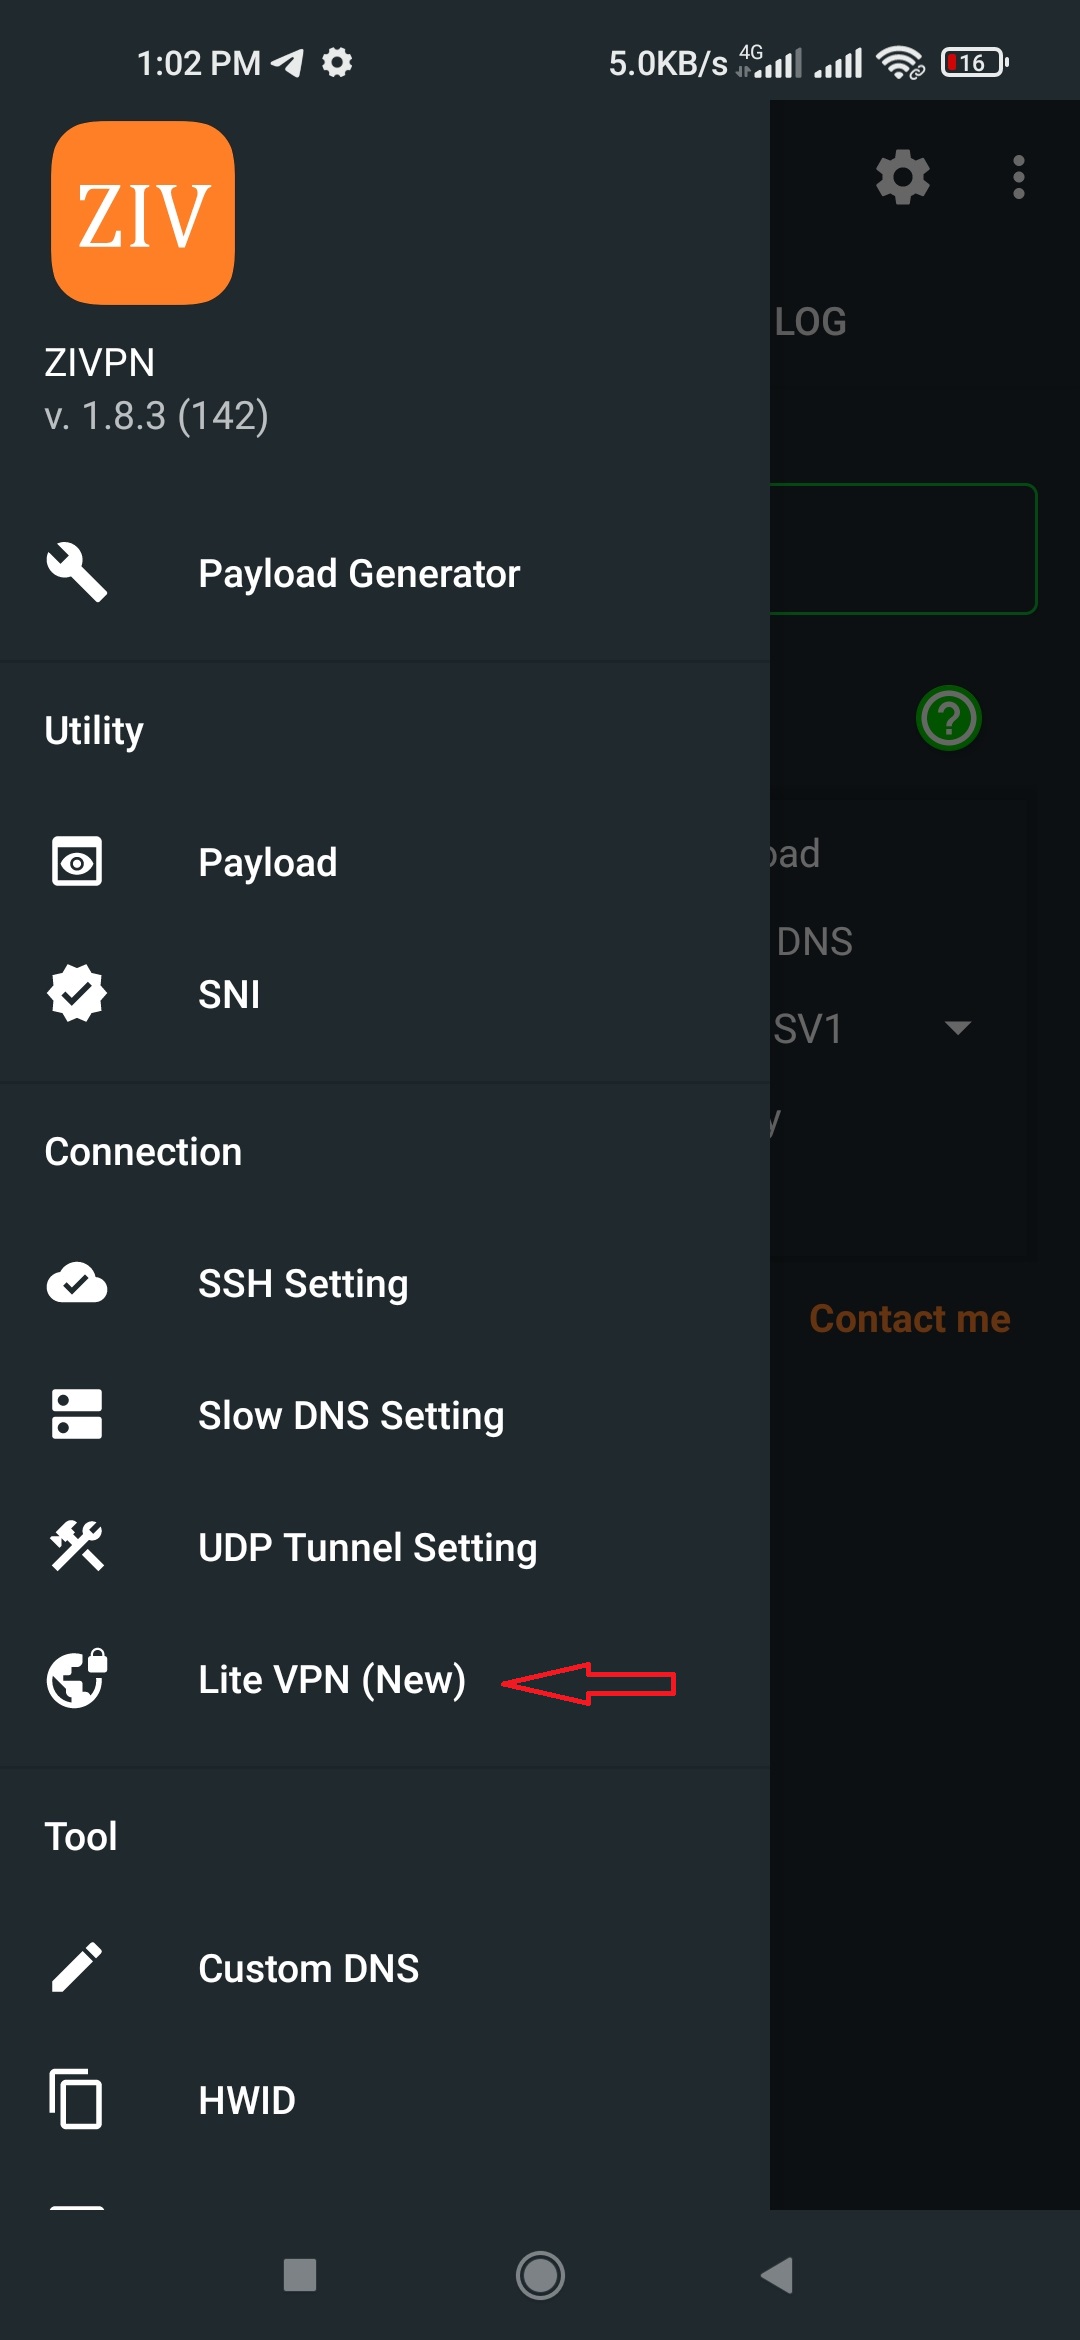 1:02 PM
5.0KB/s 4G 16
ZIV
ZIVPN
v. 1.8.3 (142)
LOG
Payload Generator
Utility
Payload
SNI
DNS
SV1
Connection
SSH Setting
Contact me
Slow DNS Setting
UDP Tunnel Setting
Lite VPN (New)
Tool
Custom DNS
HWID